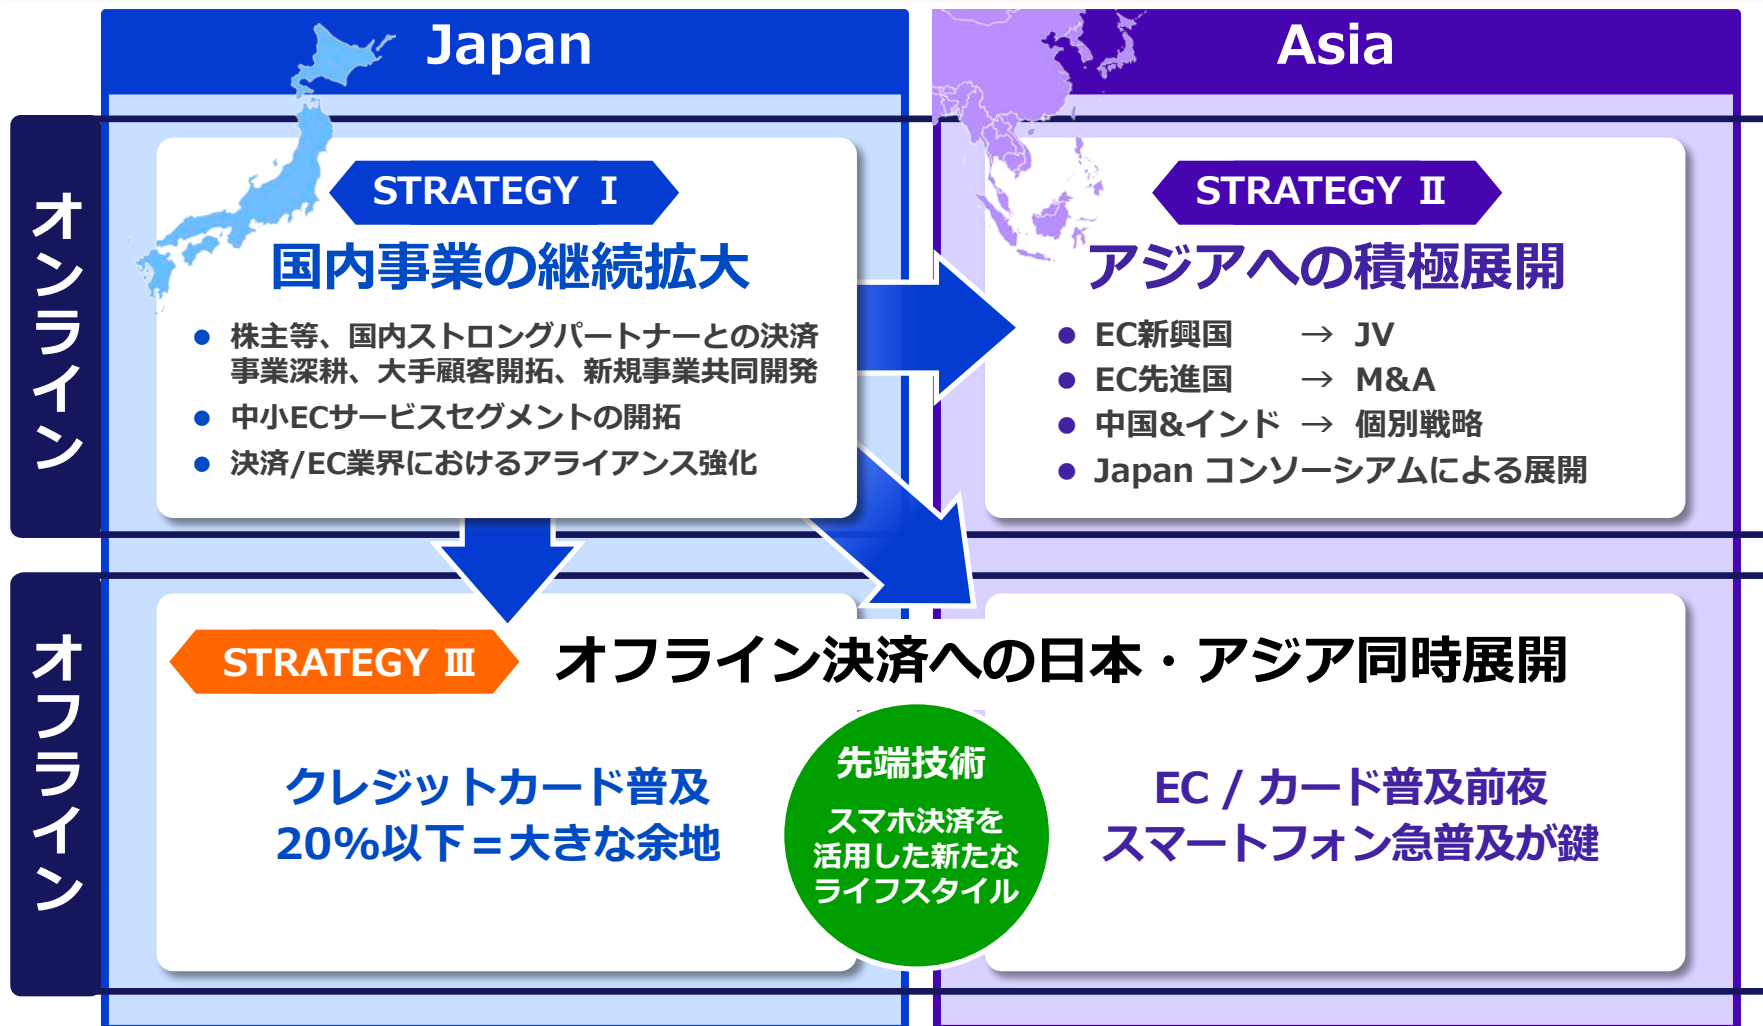 Japan
Asia
オンライン
STRATEGY Ⅰ
国内事業の継続拡大
● 株主等、国内ストロングパートナーとの決済
事業深耕、大手顧客開拓、新規事業共同開発
● 中小ECサービスセグメントの開拓
● 決済/EC業界におけるアライアンス強化
STRATEGY Ⅱ
アジアへの積極展開
● EC新興国 → JV
● EC先進国 → M&A
● 中国&インド → 個別戦略
● Japan コンソーシアムによる展開
オフライン
STRATEGY Ⅲ
オフライン決済への日本・アジア同時展開
クレジットカード普及
20%以下=大きな余地
先端技術
スマホ決済を
活用した新たな
ライフスタイル
EC / カード普及前夜
スマートフォン急普及が鍵